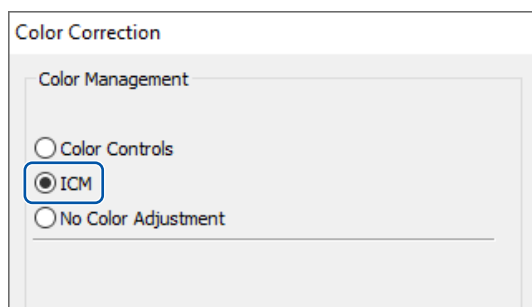 Color Correction
Color Management
Color Controls
ICM
No Color Adjustment